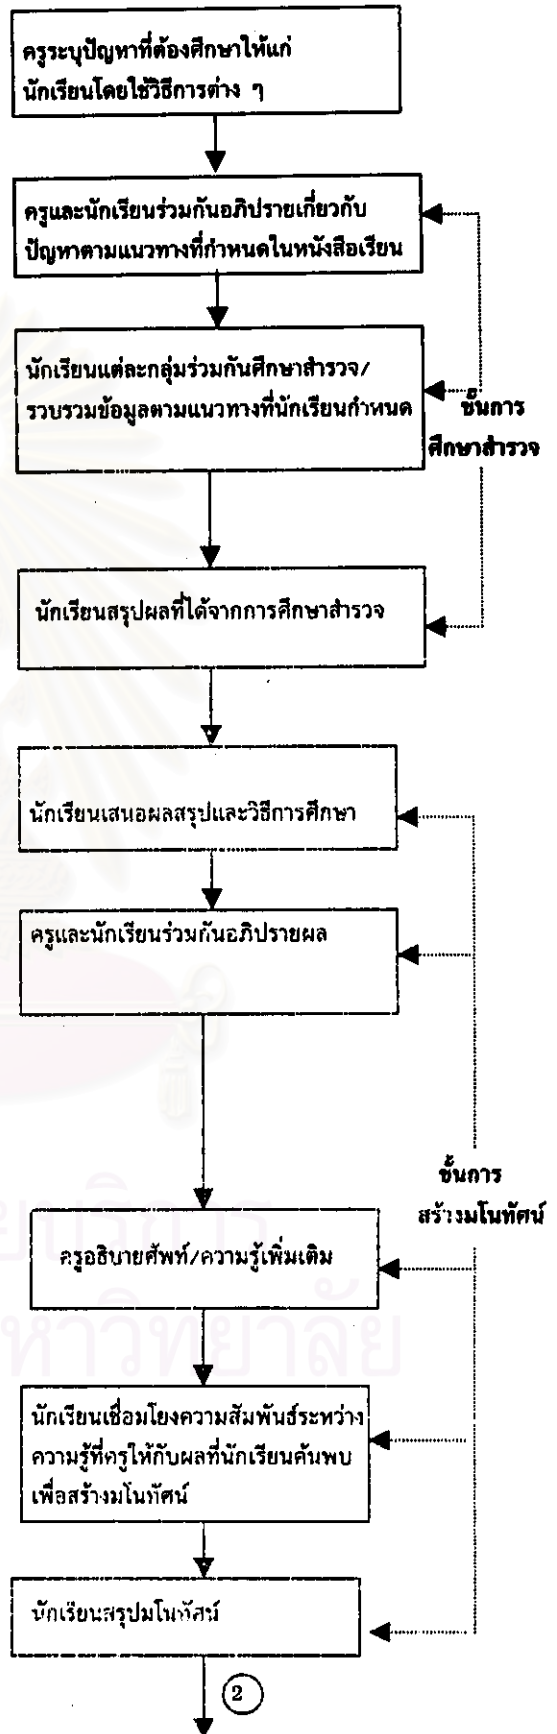 ครูระบุปัญหาที่ต้องศึกษาให้แก่
นักเรียนโดยใช้วิธีการต่าง ๆ
ครูและนักเรียนร่วมกันอภิปรายเกี่ยวกับ
ปัญหาตามแนวทางที่กำหนดในหนังสือเรียน
นักเรียนแต่ละกลุ่มร่วมกันศึกษาสำรวจ/
รวบรวมข้อมูลตามแนวทางที่นักเรียนกำหนด
ขั้นการ
ศึกษาสำรวจ
นักเรียนสรุปผลที่ได้จากการศึกษาสำรวจ
นักเรียนเสนอผลสรุปและวิธีการศึกษา
ครูและนักเรียนร่วมกันอภิปรายผล
ขั้นการ
สร้างมโนทัศน์
ครูอธิบายศัพท์/ความรู้เพิ่มเติม
นักเรียนเชื่อมโยงความสัมพันธ์ระหว่าง
ความรู้ที่ครูให้กับผลที่นักเรียนค้นพบ
เพื่อสร้างมโนทัศน์
นักเรียนสรุปมโนทัศน์
2